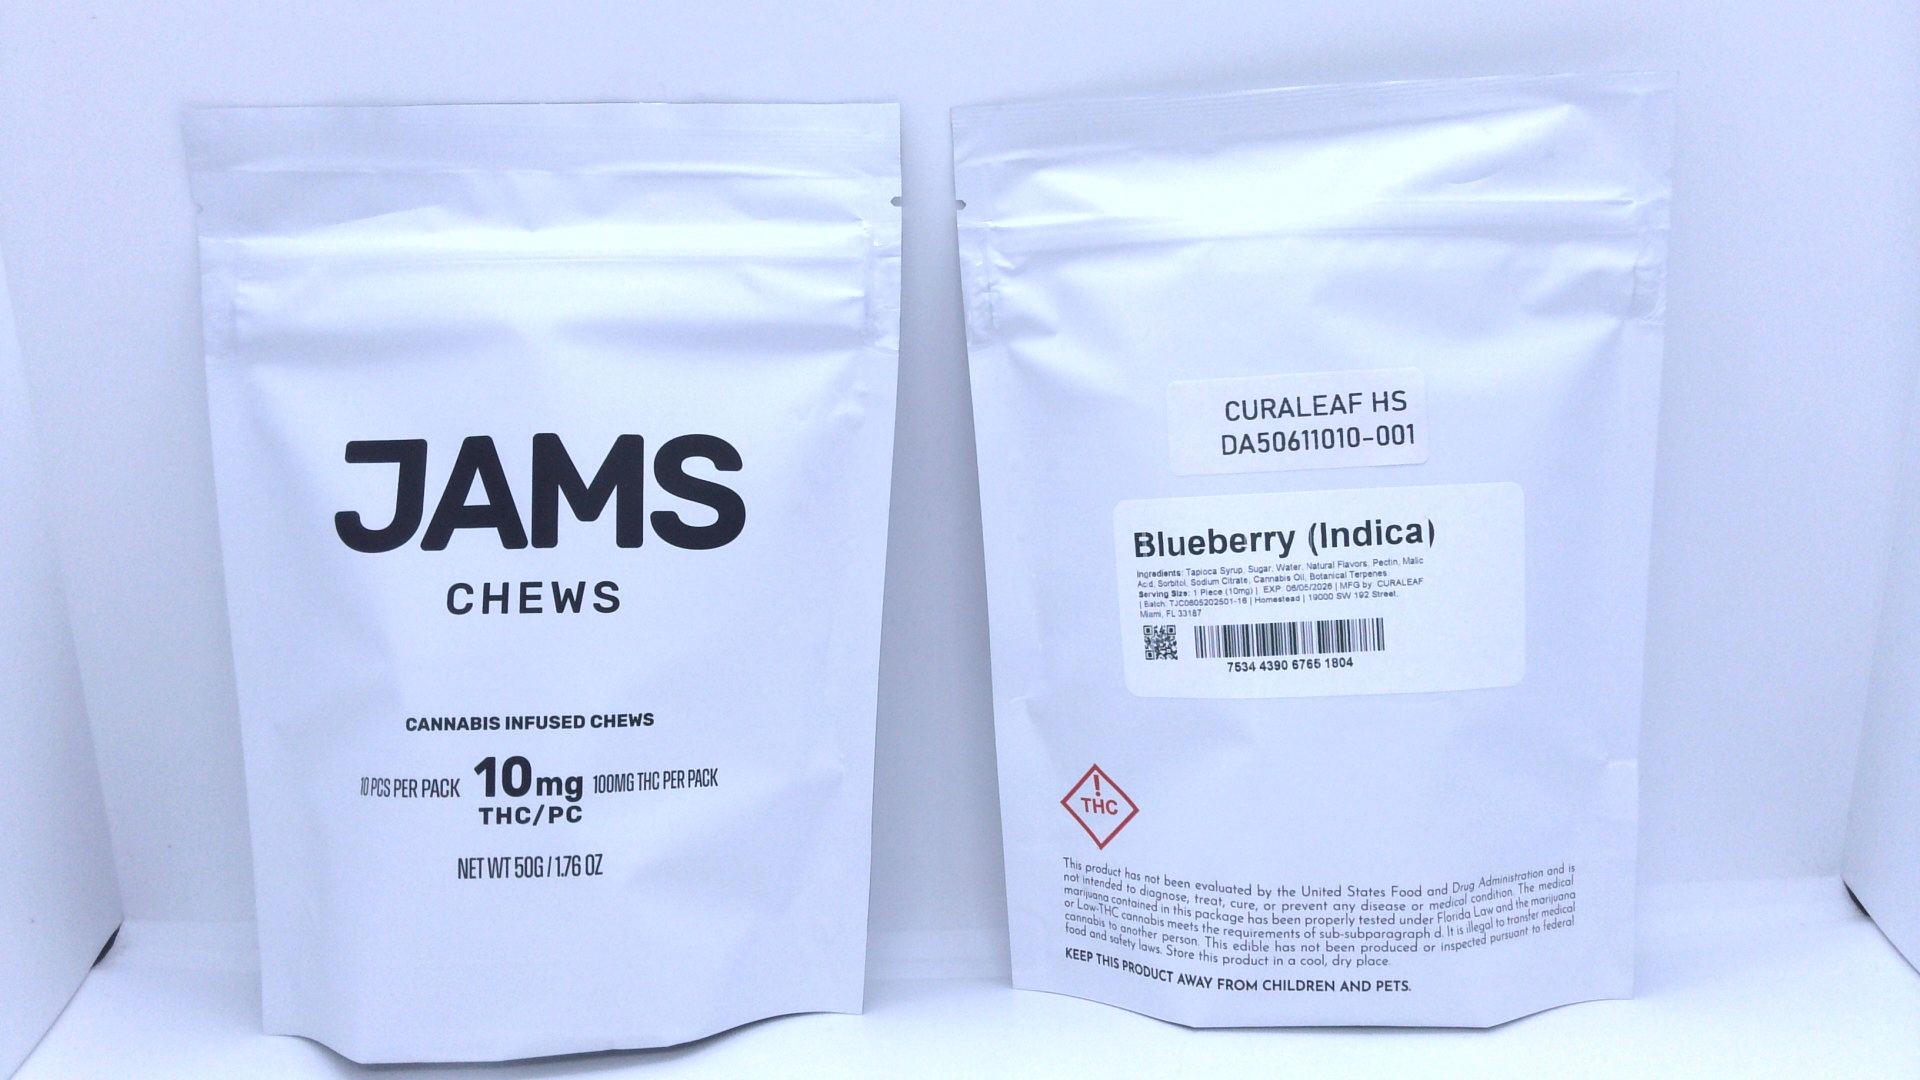 JAMS
CHEWS
CANNABIS INFUSED CHEWS
10 PCS PER PACK 10mg 100MG THC PER PACK
THC/PC
NET WT 50G / 1.76 OZ
CURALEAF HS
DA50611010-001
Blueberry (Indica)
Ingredients: Tapioca Syrup, Sugar, Water, Natural Flavors, Pectin, Malic
Acid, Sorbitol, Sodium Citrate, Cannabis Oil, Botanical Terpenes.
Serving Size: 1 Piece (10mg) | EXP: 06/05/2026 | MFG by: CURALEAF
| Batch: TJC0605202501-16 | Homestead | 19000 SW 192 Street,
Miami, FL 33187
7534 4390 6765 1804
!
THC
This product has not been evaluated by the United States Food and Drug Administration and is
not intended to diagnose, treat, cure, or prevent any disease or medical condition. The medical
marijuana contained in this package has been properly tested under Florida Law and the marijuana
or Low-THC cannabis meets the requirements of sub-subparagraph d. It is illegal to transfer medical
cannabis to another person. This edible has not been produced or inspected pursuant to federal
food and safety laws. Store this product in a cool, dry place.
KEEP THIS PRODUCT AWAY FROM CHILDREN AND PETS.